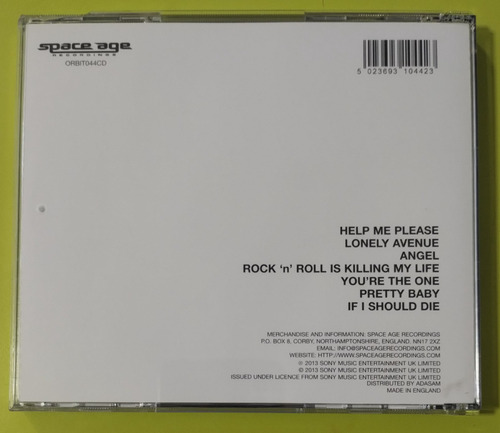 space age
RECORDINGS
ORBIT044CD
5 023693 104423
HELP ME PLEASE
LONELY AVENUE
ANGEL
ROCK 'n' ROLL IS KILLING MY LIFE
YOU'RE THE ONE
PRETTY BABY
IF I SHOULD DIE
MERCHANDISE AND INFORMATION: SPACE AGE RECORDINGS
P.O. BOX 8, CORBY, NORTHAMPTONSHIRE, ENGLAND, NN17 2XZ
EMAIL: INFO@SPACEAGERECORDINGS.COM
WEBSITE: HTTP://WWW.SPACEAGERECORDINGS.COM
℗ 2013 SONY MUSIC ENTERTAINMENT UK LIMITED
© 2013 SONY MUSIC ENTERTAINMENT UK LIMITED
ISSUED UNDER LICENCE FROM SONY MUSIC ENTERTAINMENT UK LIMITED
DISTRIBUTED BY ADASAM
MADE IN ENGLAND